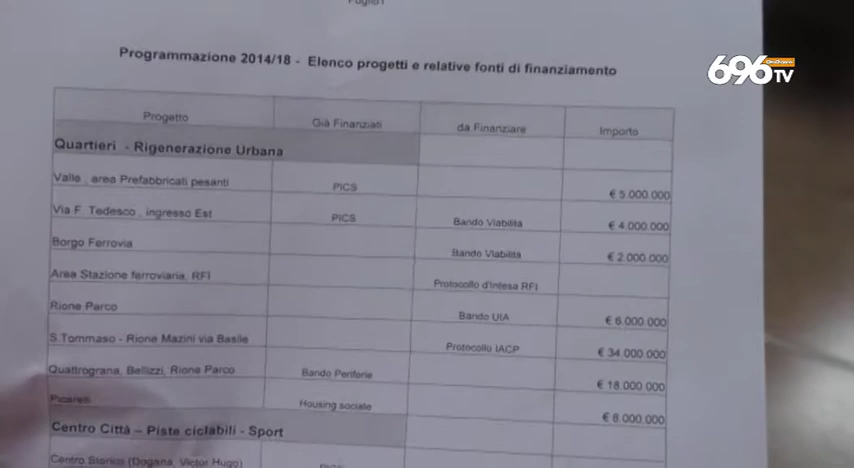 696 TV
Programmazione 2014/18 - Elenco progetti e relative fonti di finanziamento
Progetto Già Finanziati da Finanziare Importo
Quartieri - Rigenerazione Urbana
Valle , area Prefabbricati pesanti PICS € 5.000.000
Via F. Tedesco , ingresso Est PICS Bando Viabilita € 4.000.000
Borgo Ferrovia Bando Viabilita € 2.000.000
Area Stazione ferroviaria, RFI Protocollo d'intesa RFI
Rione Parco Bando UIA € 6.000.000
S.Tommaso - Rione Mazini via Basile Protocollo IACP € 34.000.000
Quattrograna, Bellizzi, Rione Parco Bando Periferie € 18.000.000
Picarelli Housing sociale € 8.000.000
Centro Città – Piste ciclabili - Sport
Centro Storico (Dogana, Victor Hugo) PICS